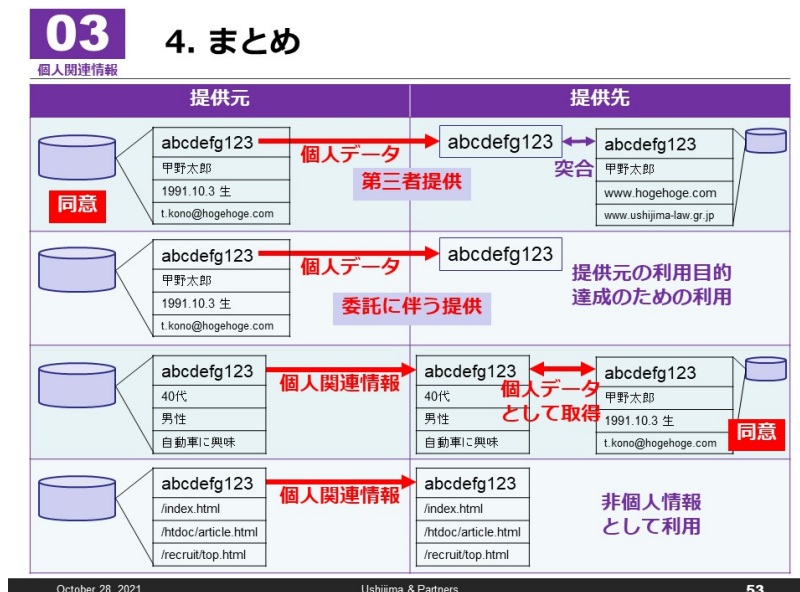 03
個人関連情報
4. まとめ
提供元
提供先
abcdefg123
甲野太郎
1991.10.3 生
t.kono@hogehoge.com
同意
個人データ
第三者提供
abcdefg123
突合
abcdefg123
甲野太郎
www.hogehoge.com
www.ushijima-law.gr.jp
abcdefg123
甲野太郎
1991.10.3 生
t.kono@hogehoge.com
個人データ
委託に伴う提供
abcdefg123
提供元の利用目的
達成のための利用
abcdefg123
40代
男性
自動車に興味
個人関連情報
abcdefg123
40代
男性
自動車に興味
個人データ
として取得
abcdefg123
甲野太郎
1991.10.3 生
t.kono@hogehoge.com
同意
abcdefg123
/index.html
/htdoc/article.html
/recruit/top.html
個人関連情報
abcdefg123
/index.html
/htdoc/article.html
/recruit/top.html
非個人情報
として利用
October 28, 2021
Ushijima & Partners
53